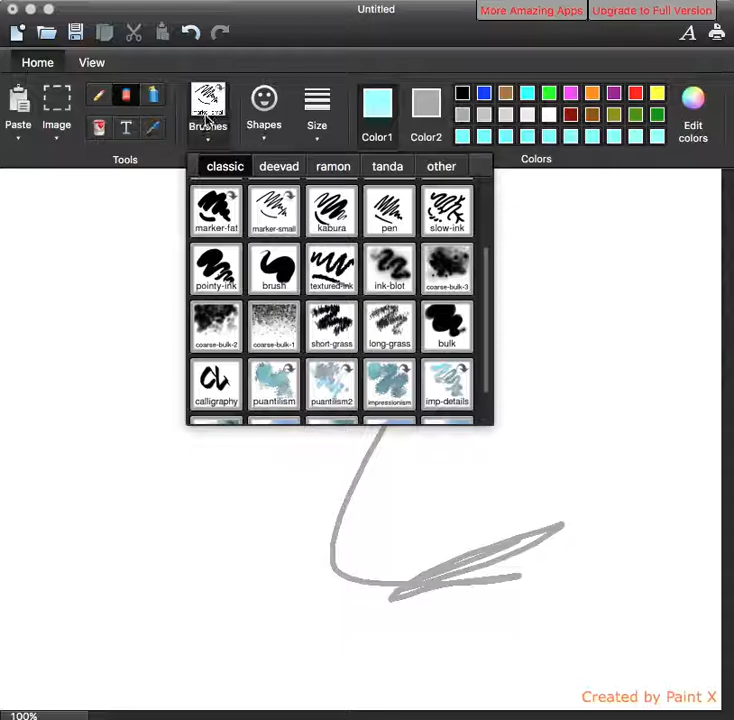 Untitled
More Amazing Apps
Upgrade to Full Version
A
Home
View
Paste
Image
T
Tools
Brushes
Shapes
Size
Color1
Color2
Colors
Edit
colors
classic
deevad
ramon
tanda
other
marker-fat
marker-small
kabura
pen
slow-ink
pointy-ink
brush
textured-ink
ink-blot
coarse-bulk-3
coarse-bulk-2
coarse-bulk-1
short-grass
long-grass
bulk
calligraphy
puantilism
puantilism2
impressionism
imp-details
Created by Paint X
100%